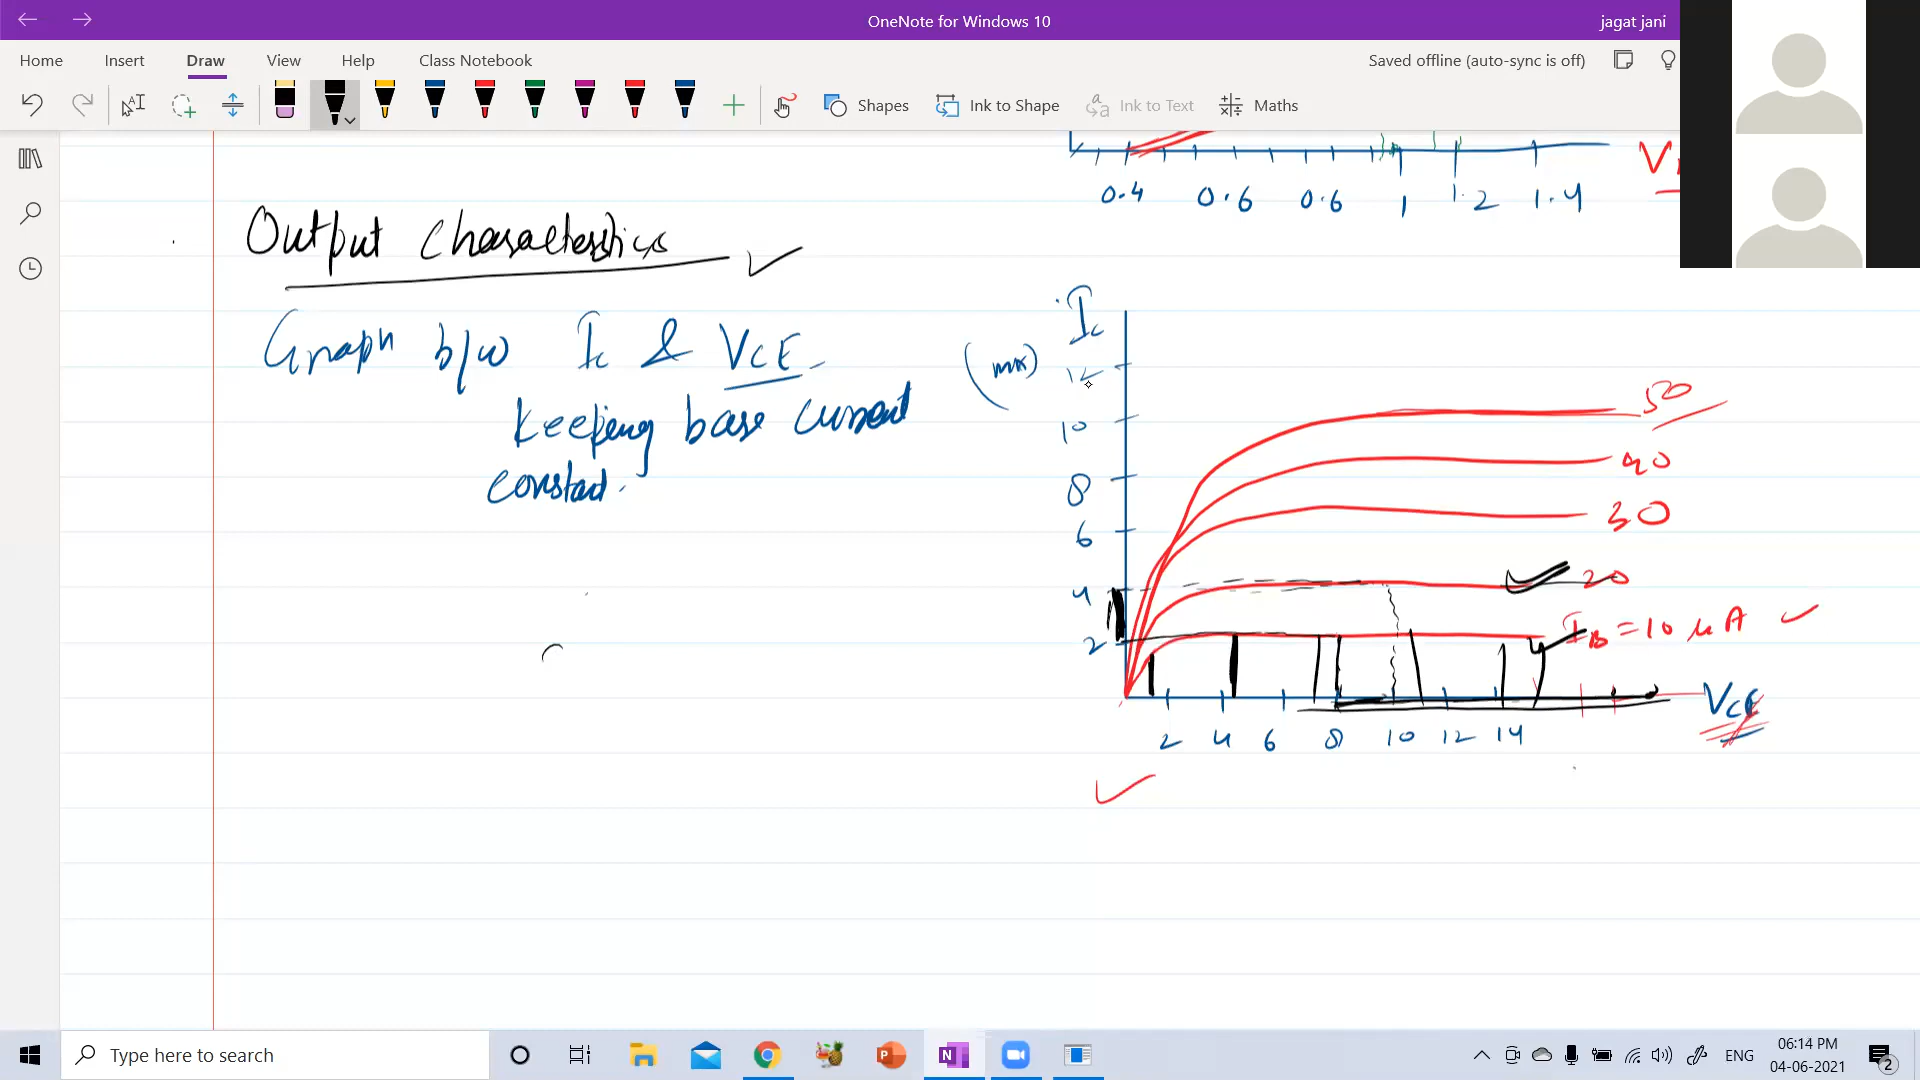 OneNote for Windows 10
jagat jani
Home Insert Draw View Help Class Notebook
Saved offline (auto-sync is off)
Shapes Ink to Shape Ink to Text Maths
0.4 0.6 0.6 1 1.2 1.4
Output Characteristics
Graph b/w Ic & VCE
Keeping base current
constant.
Ic
(mA)
12
10
8
6
4
2
50
40
30
20
IB = 10 μA
VCE
2 4 6 8 10 12 14
Type here to search
ENG
06:14 PM
04-06-2021
2